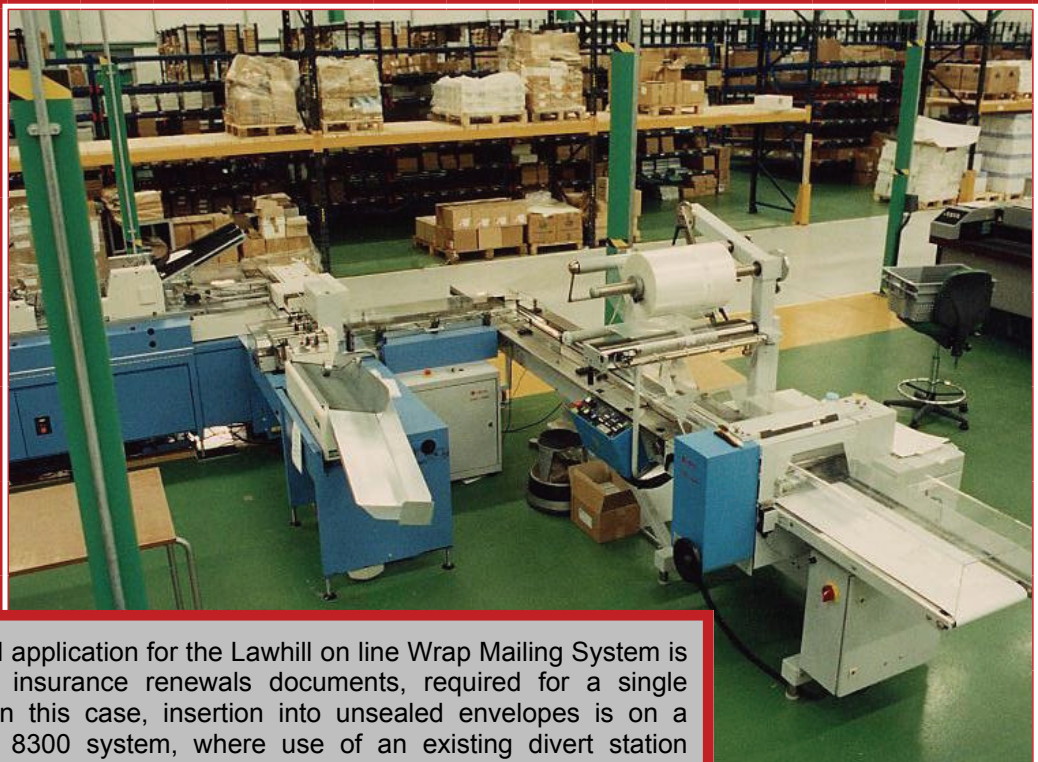 l application for the Lawhill on line Wrap Mailing System is
insurance renewals documents, required for a single
n this case, insertion into unsealed envelopes is on a
8300 system, where use of an existing divert station